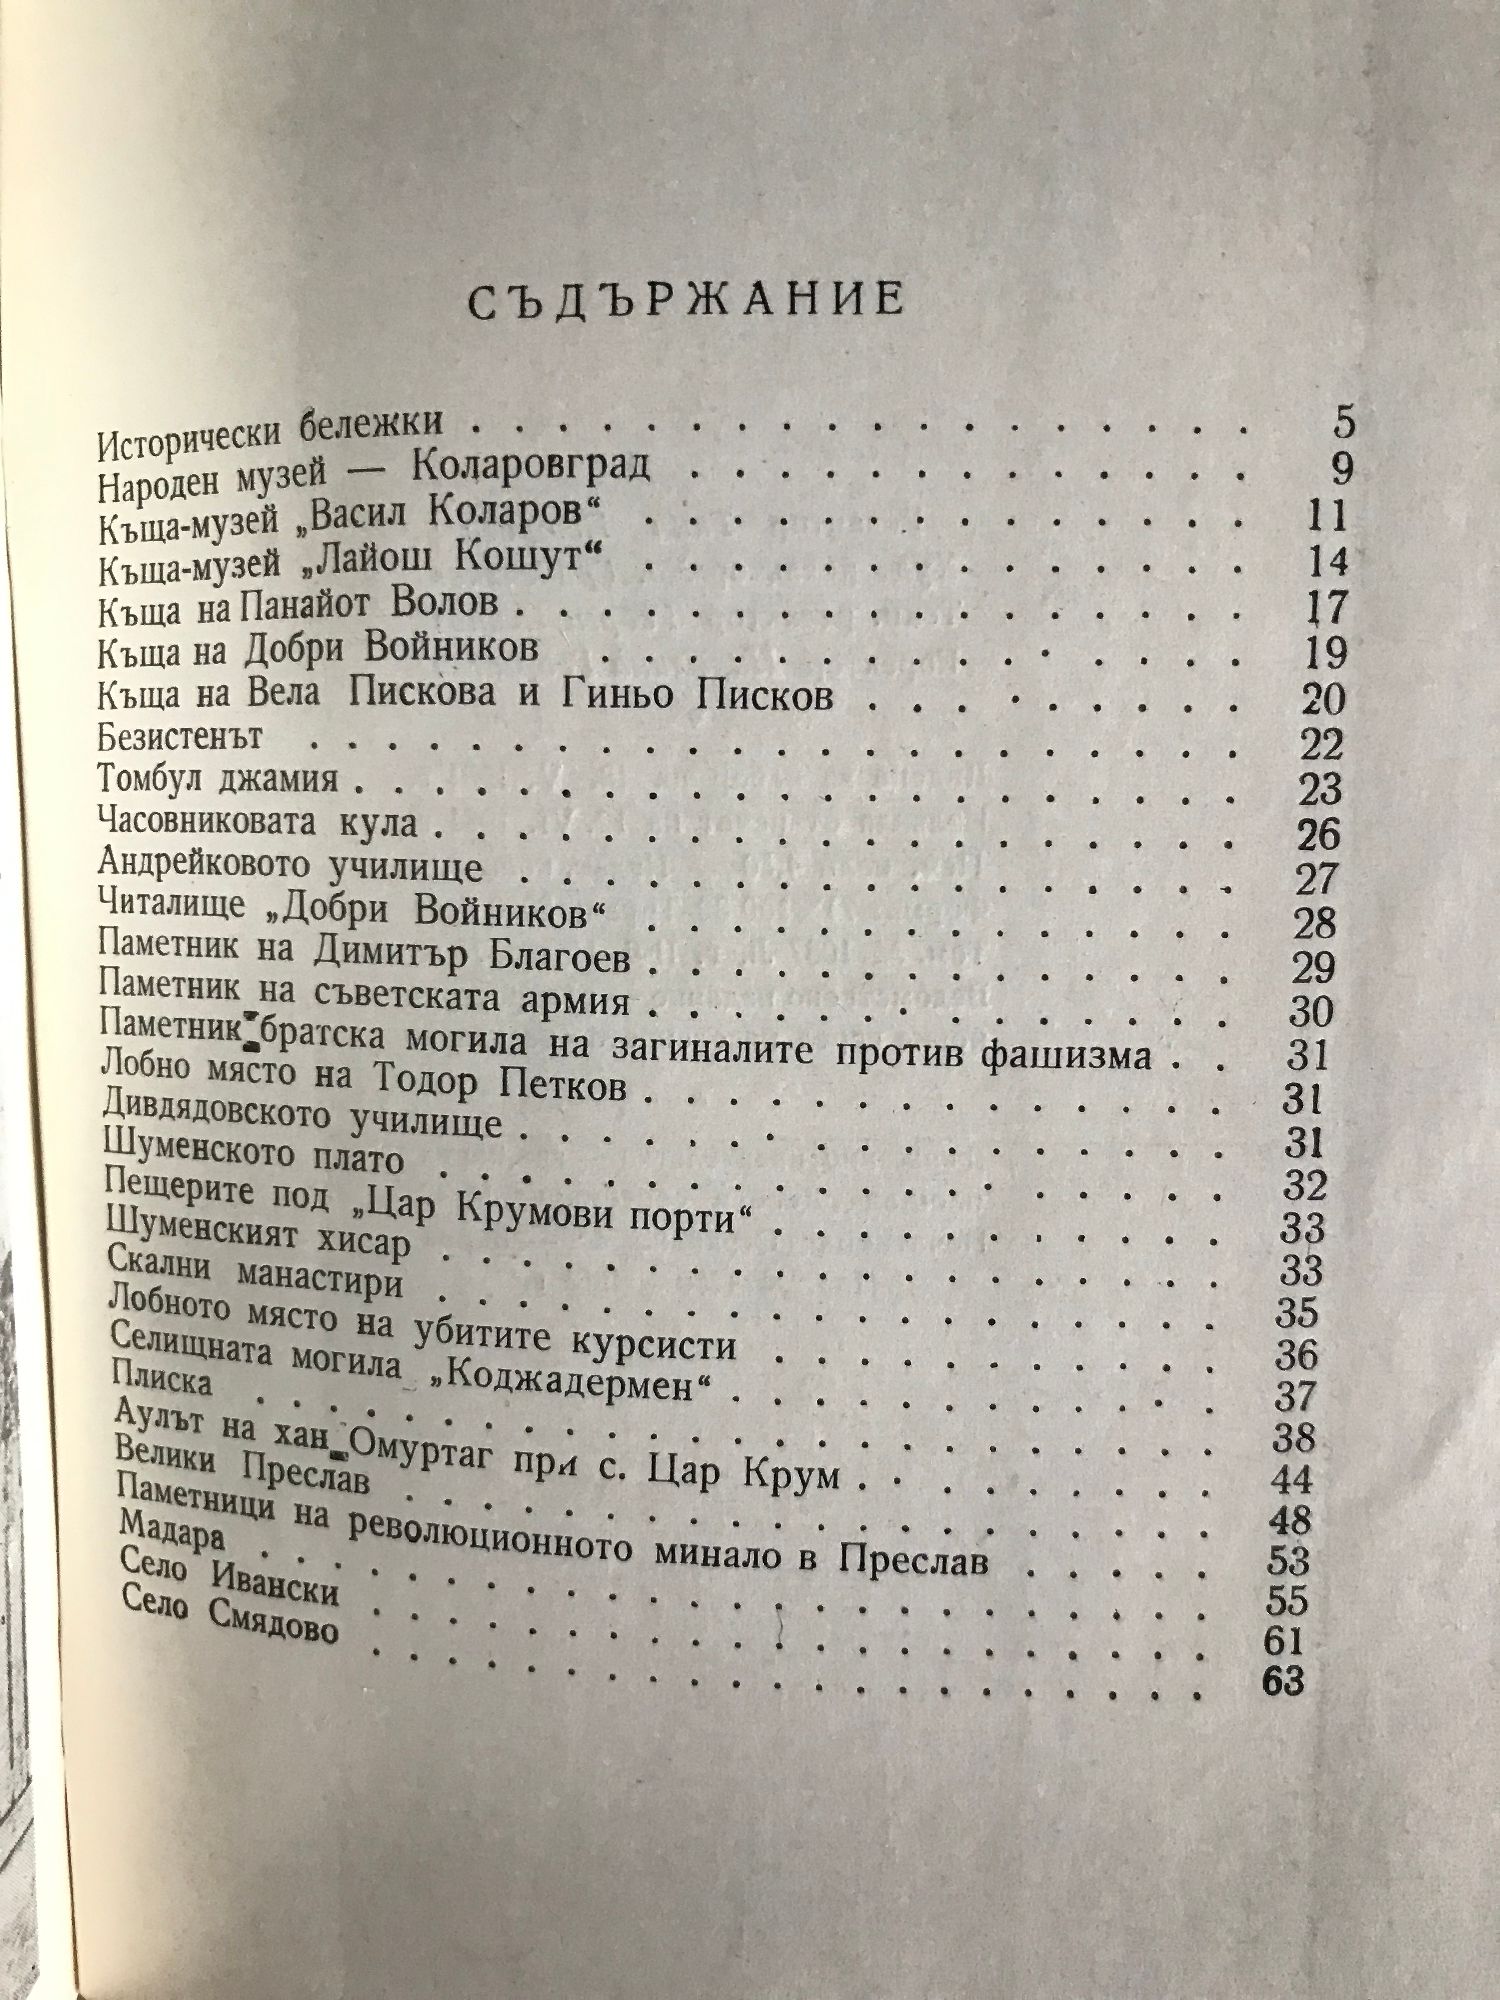 СЪДЪРЖАНИЕ
Исторически бележки . . . . . . . . . . . . . . . . . . . 5
Народен музей — Коларовград . . . . . . . . . . . . . . 9
Къща-музей „Васил Коларов“ . . . . . . . . . . . . . . . 11
Къща-музей „Лайош Кошут“ . . . . . . . . . . . . . . . 14
Къща на Панайот Волов . . . . . . . . . . . . . . . . . . 17
Къща на Добри Войников . . . . . . . . . . . . . . . . 19
Къща на Вела Пискова и Гиньо Писков . . . . . . . . . 20
Безистенът . . . . . . . . . . . . . . . . . . . . . . . . 22
Томбул джамия . . . . . . . . . . . . . . . . . . . . . . 23
Часовниковата кула . . . . . . . . . . . . . . . . . . . . 26
Андрейковото училище . . . . . . . . . . . . . . . . . . 27
Читалище „Добри Войников“ . . . . . . . . . . . . . . 28
Паметник на Димитър Благоев . . . . . . . . . . . . . . 29
Паметник на съветската армия . . . . . . . . . . . . . . 30
Паметник-братска могила на загиналите против фашизма . . 31
Лобно място на Тодор Петков . . . . . . . . . . . . . . 31
Дивдядовското училище . . . . . . . . . . . . . . . . . 31
Шуменското плато . . . . . . . . . . . . . . . . . . . 32
Пещерите под „Цар Крумови порти“ . . . . . . . . . . . 33
Шуменският хисар . . . . . . . . . . . . . . . . . . . 33
Скални манастири . . . . . . . . . . . . . . . . . . . 35
Лобното място на убитите курсисти . . . . . . . . . . . 36
Селищната могила „Коджадермен“ . . . . . . . . . . . . 37
Плиска . . . . . . . . . . . . . . . . . . . . . . . . 38
Аулът на хан Омуртаг при с. Цар Крум . . . . . . . . . 44
Велики Преслав . . . . . . . . . . . . . . . . . . . . 48
Паметници на революционното минало в Преслав . . . . . 53
Мадара . . . . . . . . . . . . . . . . . . . . . . . . 55
Село Ивански . . . . . . . . . . . . . . . . . . . . . 61
Село Смядово . . . . . . . . . . . . . . . . . . . . . 63